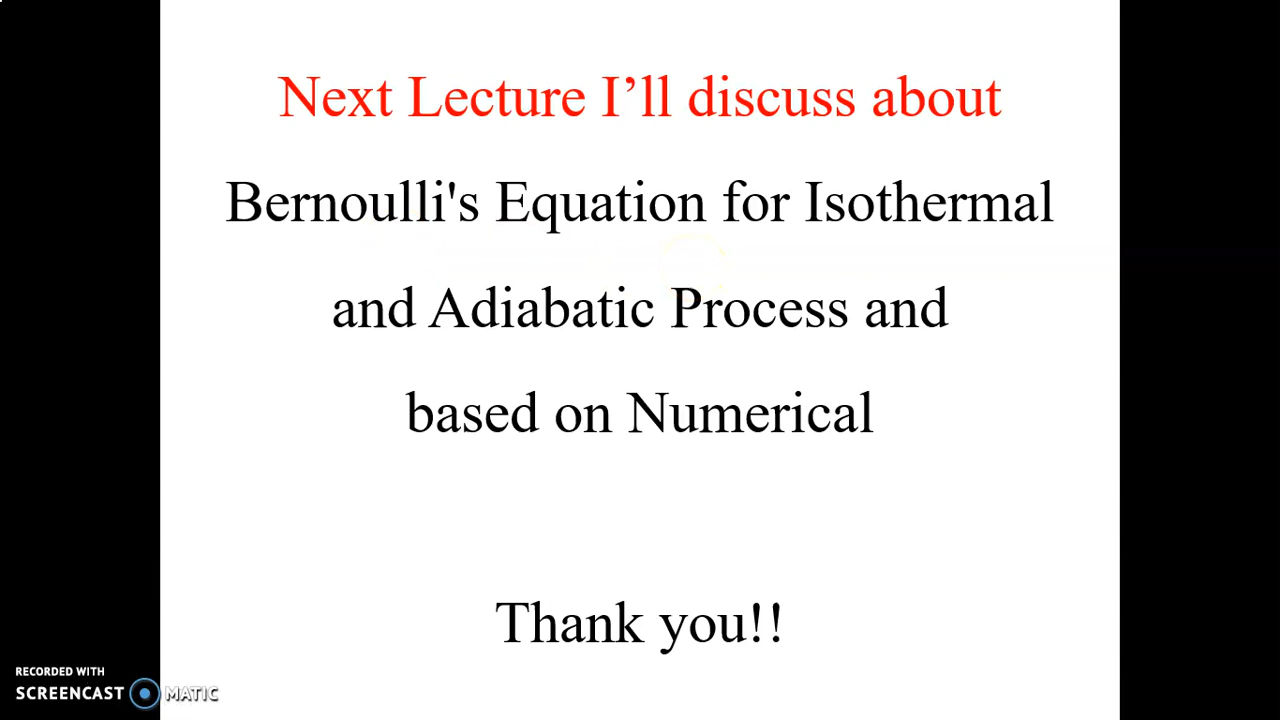 Next Lecture I’ll discuss about
Bernoulli's Equation for Isothermal
and Adiabatic Process and
based on Numerical
Thank you!!
RECORDED WITH
SCREENCAST MATIC